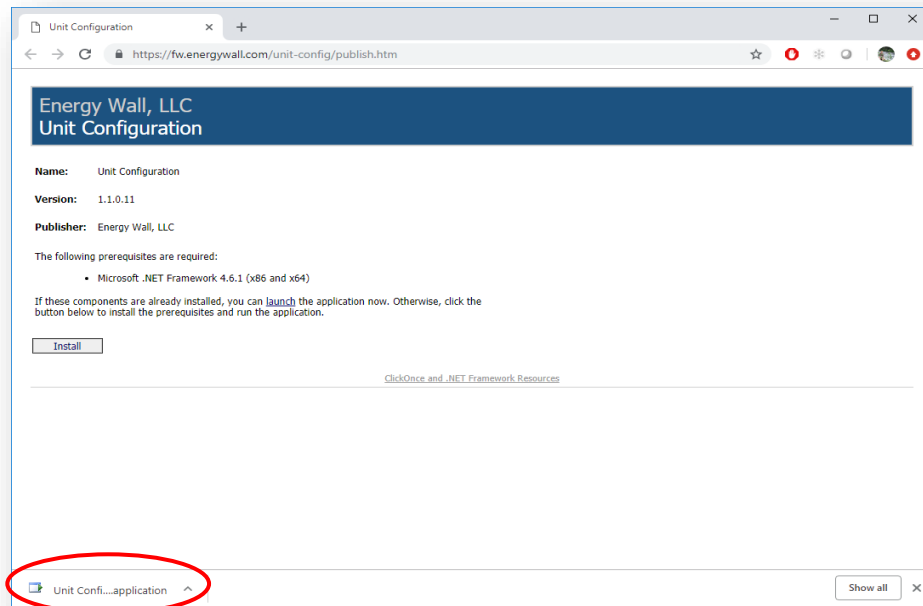 Unit Configuration
https://fw.energywall.com/unit-config/publish.htm
Energy Wall, LLC
Unit Configuration
Name: Unit Configuration
Version: 1.1.0.11
Publisher: Energy Wall, LLC
The following prerequisites are required:
• Microsoft .NET Framework 4.6.1 (x86 and x64)
If these components are already installed, you can launch the application now. Otherwise, click the
button below to install the prerequisites and run the application.
Install
ClickOnce and .NET Framework Resources
Unit Confi....application
Show all